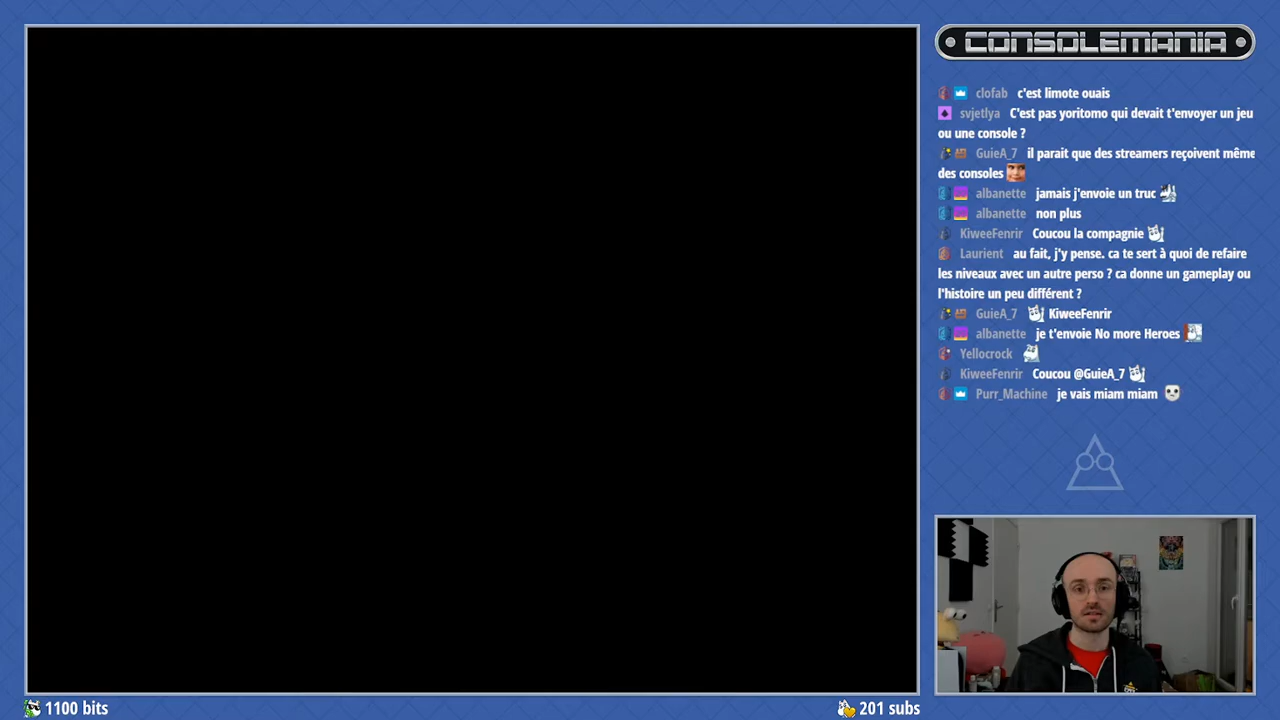 CONSOLEMANIA
clofab c'est limote ouais
svjetlya C'est pas yoritomo qui devait t'envoyer un jeu
ou une console ?
GuieA_7 il parait que des streamers reçoivent même
des consoles
albanette jamais j'envoie un truc
albanette non plus
KiweeFenrir Coucou la compagnie
Laurient au fait, j'y pense. ca te sert à quoi de refaire
les niveaux avec un autre perso ? ca donne un gameplay ou
l'histoire un peu différent ?
GuieA_7 KiweeFenrir
albanette je t'envoie No more Heroes
Yellocrock
KiweeFenrir Coucou @GuieA_7
Purr_Machine je vais miam miam
1100 bits
201 subs